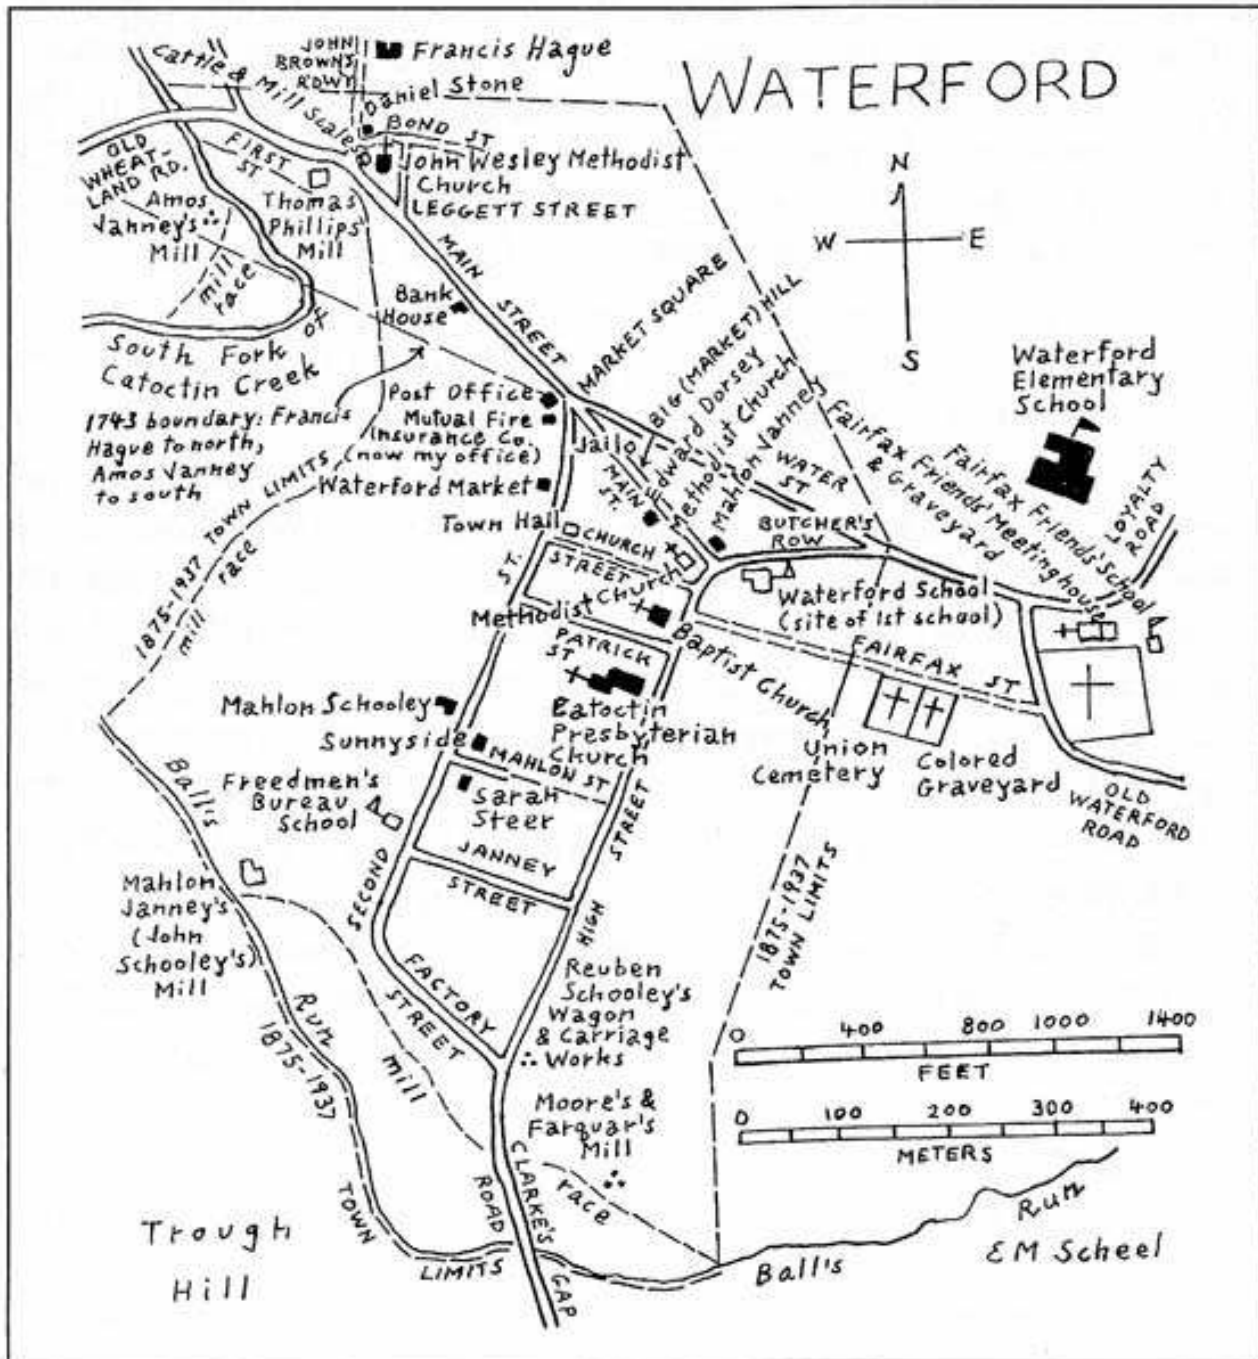 WATERFORD
JOHN
BROWN'S
RDWY
Francis Hague
Cattle & Mill Scales
Daniel Stone
BOND ST
John Wesley Methodist
Church
LEGGETT STREET
OLD
WHEAT-
LAND RD.
FIRST
ST
Amos
Janney's
Mill
Thomas
Phillips'
Mill
mill
race
MAIN
STREET
Bank
House
South Fork of
Catoctin Creek
1743 boundary: Francis
Hague to north,
Amos Janney
to south
Post Office
Mutual Fire
Insurance Co.
(now my office)
Waterford Market
Town Hall
MARKET SQUARE
BIG (MARKET) HILL
Jail
MAIN
ST.
Edward Dorsey
Methodist Church
Mahlon Janney
WATER
ST
BUTCHER'S
ROW
N
W
E
S
Waterford
Elementary
School
LOYALTY
ROAD
Fairfax Friends' School
Fairfax Friends' Meetinghouse
& Graveyard
CHURCH
STREET
Methodist Church
Waterford School
(site of 1st school)
PATRICK
ST
Baptist Church
FAIRFAX ST
Eatoctin
Presbyterian
Church
Union
Cemetery
Colored
Graveyard
OLD
WATERFORD
ROAD
1875-1937 TOWN LIMITS
mill race
Mahlon Schooley
Sunnyside
MAHLON ST
Freedmen's
Bureau
School
Sarah
Steer
JANNEY
STREET
SECOND
ST.
HIGH
STREET
Ball's
Run
Mahlon
Janney's
(John
Schooley's)
Mill
1875-1937
TOWN
LIMITS
FACTORY
STREET
mill
race
Reuben
Schooley's
Wagon
& Carriage
Works
Moore's &
Farquar's
Mill
CLARKE'S
GAP
ROAD
1875-1937
TOWN LIMITS
0 400 800 1000 1400
FEET
0 100 200 300 400
METERS
Trough
Hill
Ball's
Run
EM Scheel